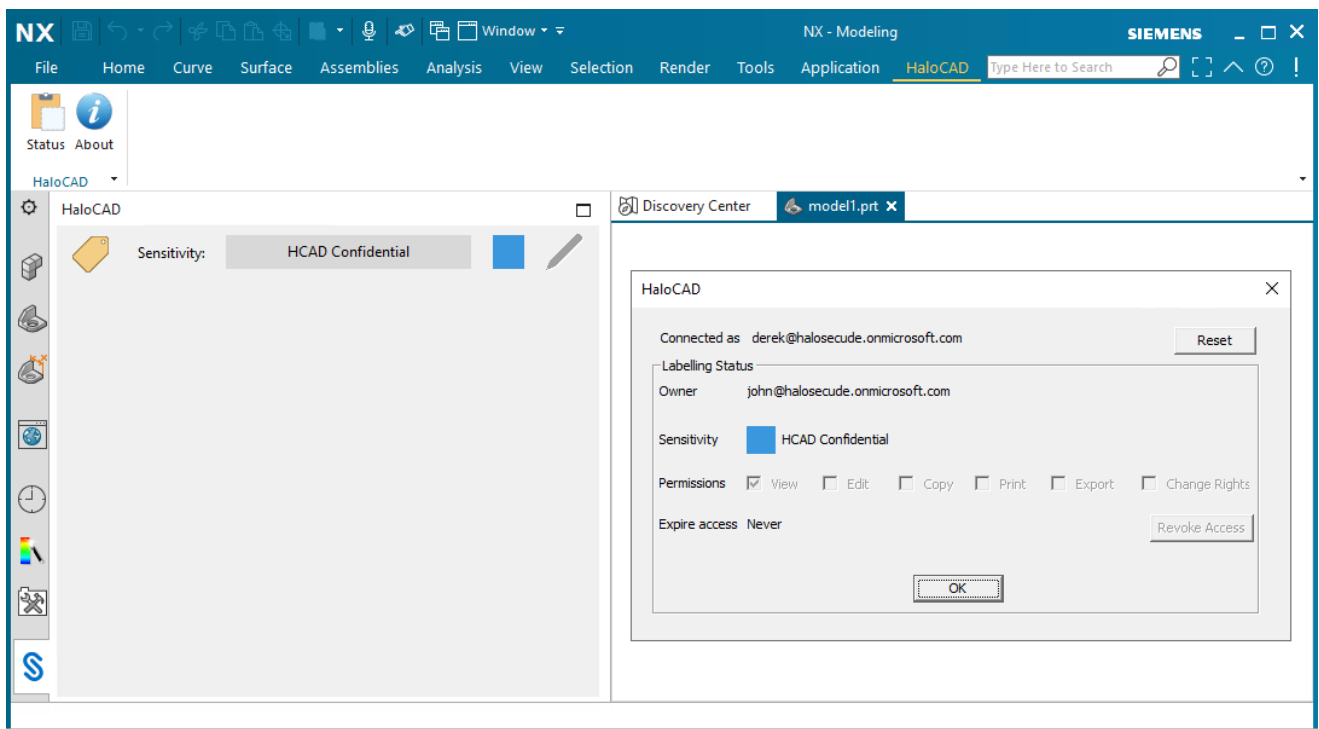 NX Window NX - Modeling SIEMENS
File Home Curve Surface Assemblies Analysis View Selection Render Tools Application HaloCAD Type Here to Search
Status About
HaloCAD
HaloCAD
Discovery Center model1.prt
Sensitivity: HCAD Confidential
HaloCAD
Connected as derek@halosecude.onmicrosoft.com Reset
Labelling Status
Owner john@halosecude.onmicrosoft.com
Sensitivity HCAD Confidential
Permissions View Edit Copy Print Export Change Rights
Expire access Never Revoke Access
OK